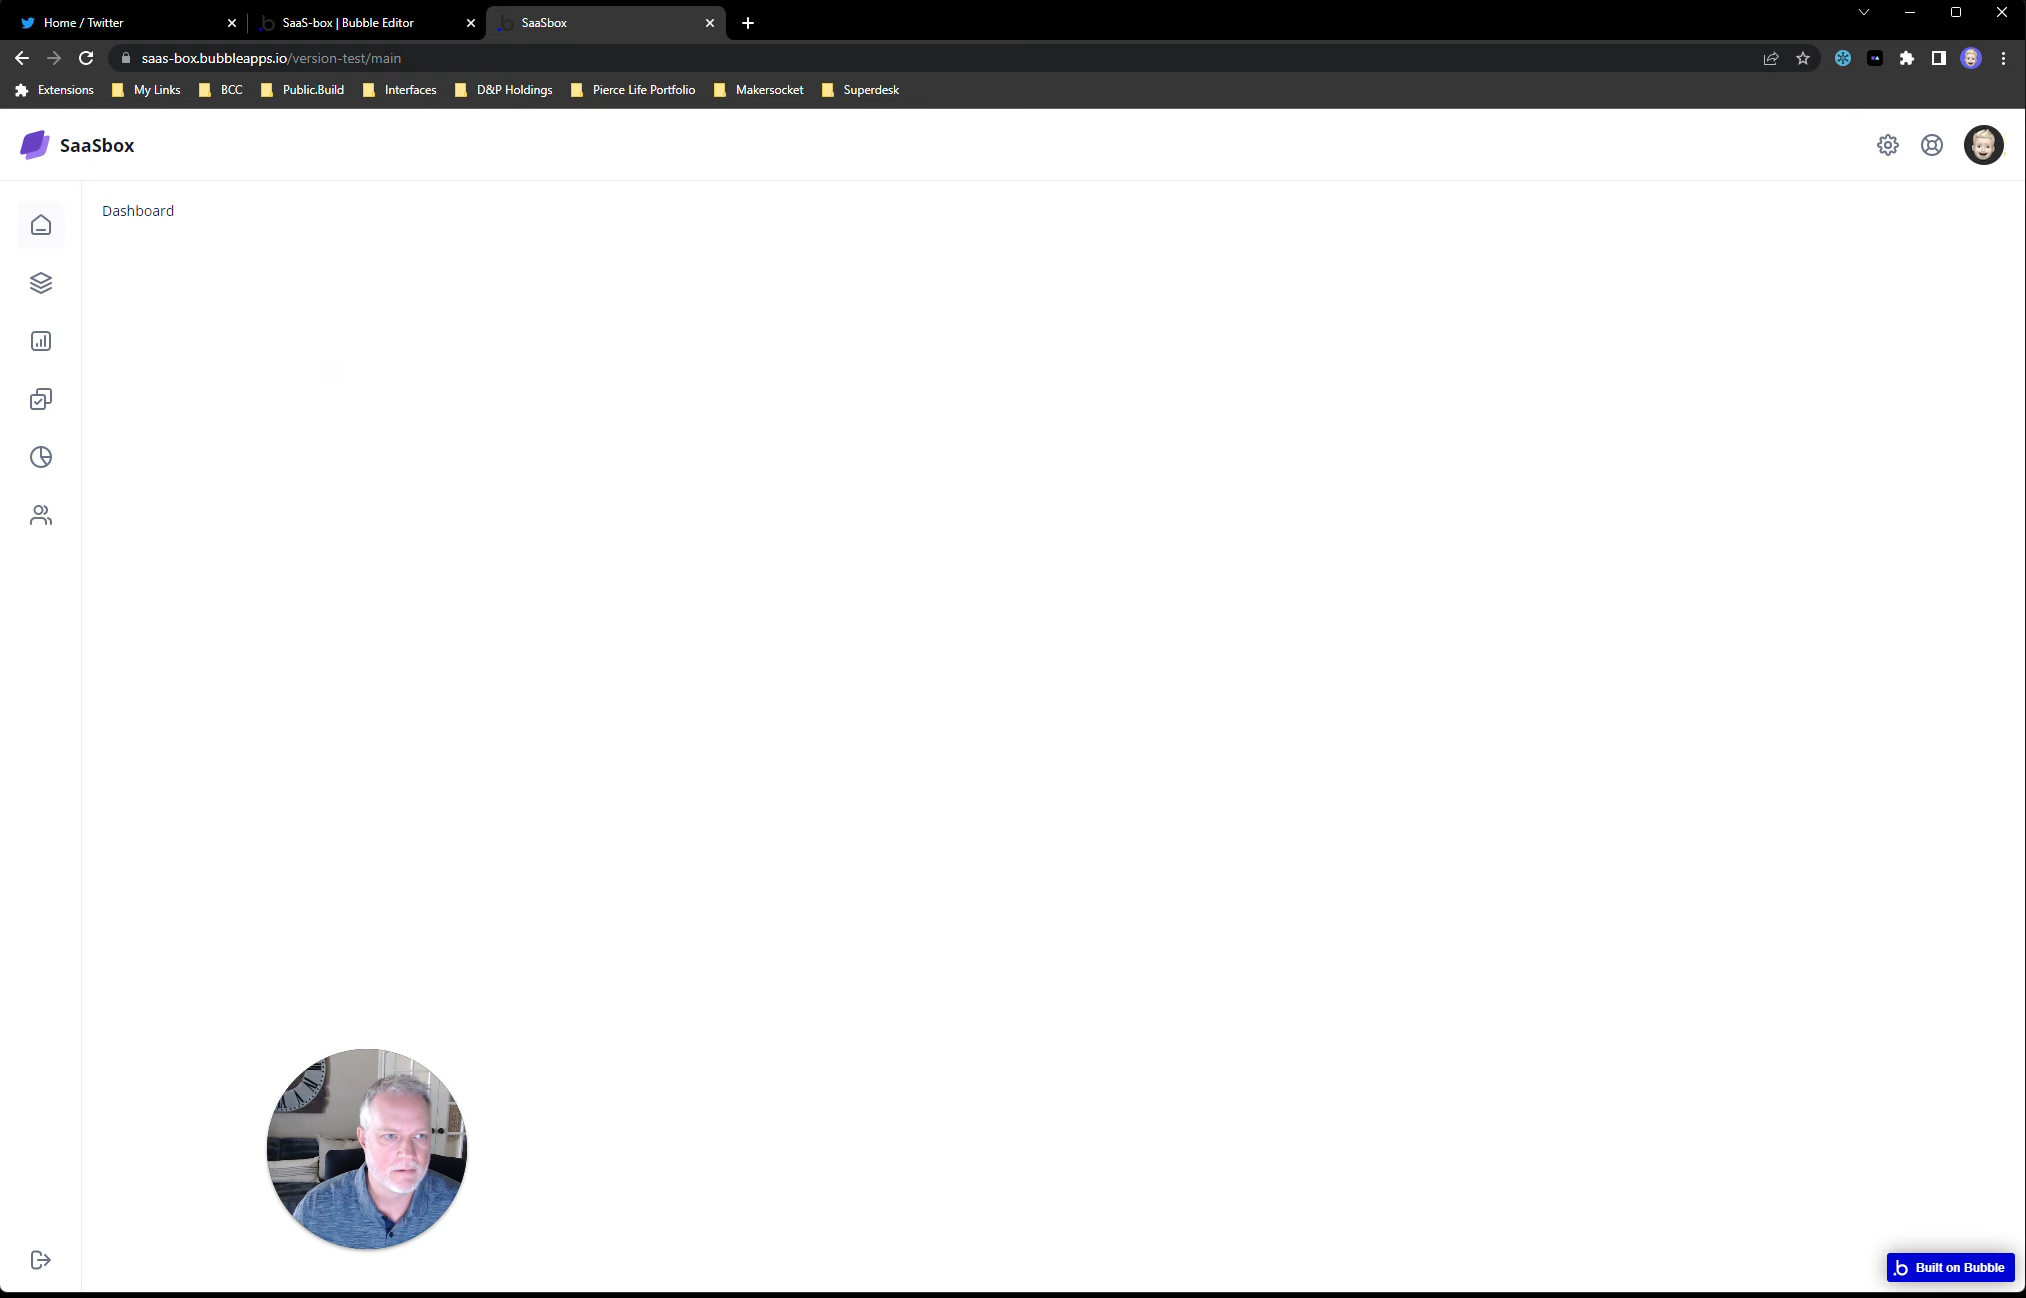 Home / Twitter
SaaS-box | Bubble Editor
SaaSbox
saas-box.bubbleapps.io/version-test/main
Extensions
My Links
BCC
Public.Build
Interfaces
D&P Holdings
Pierce Life Portfolio
Makersocket
Superdesk
SaaSbox
Dashboard
b Built on Bubble